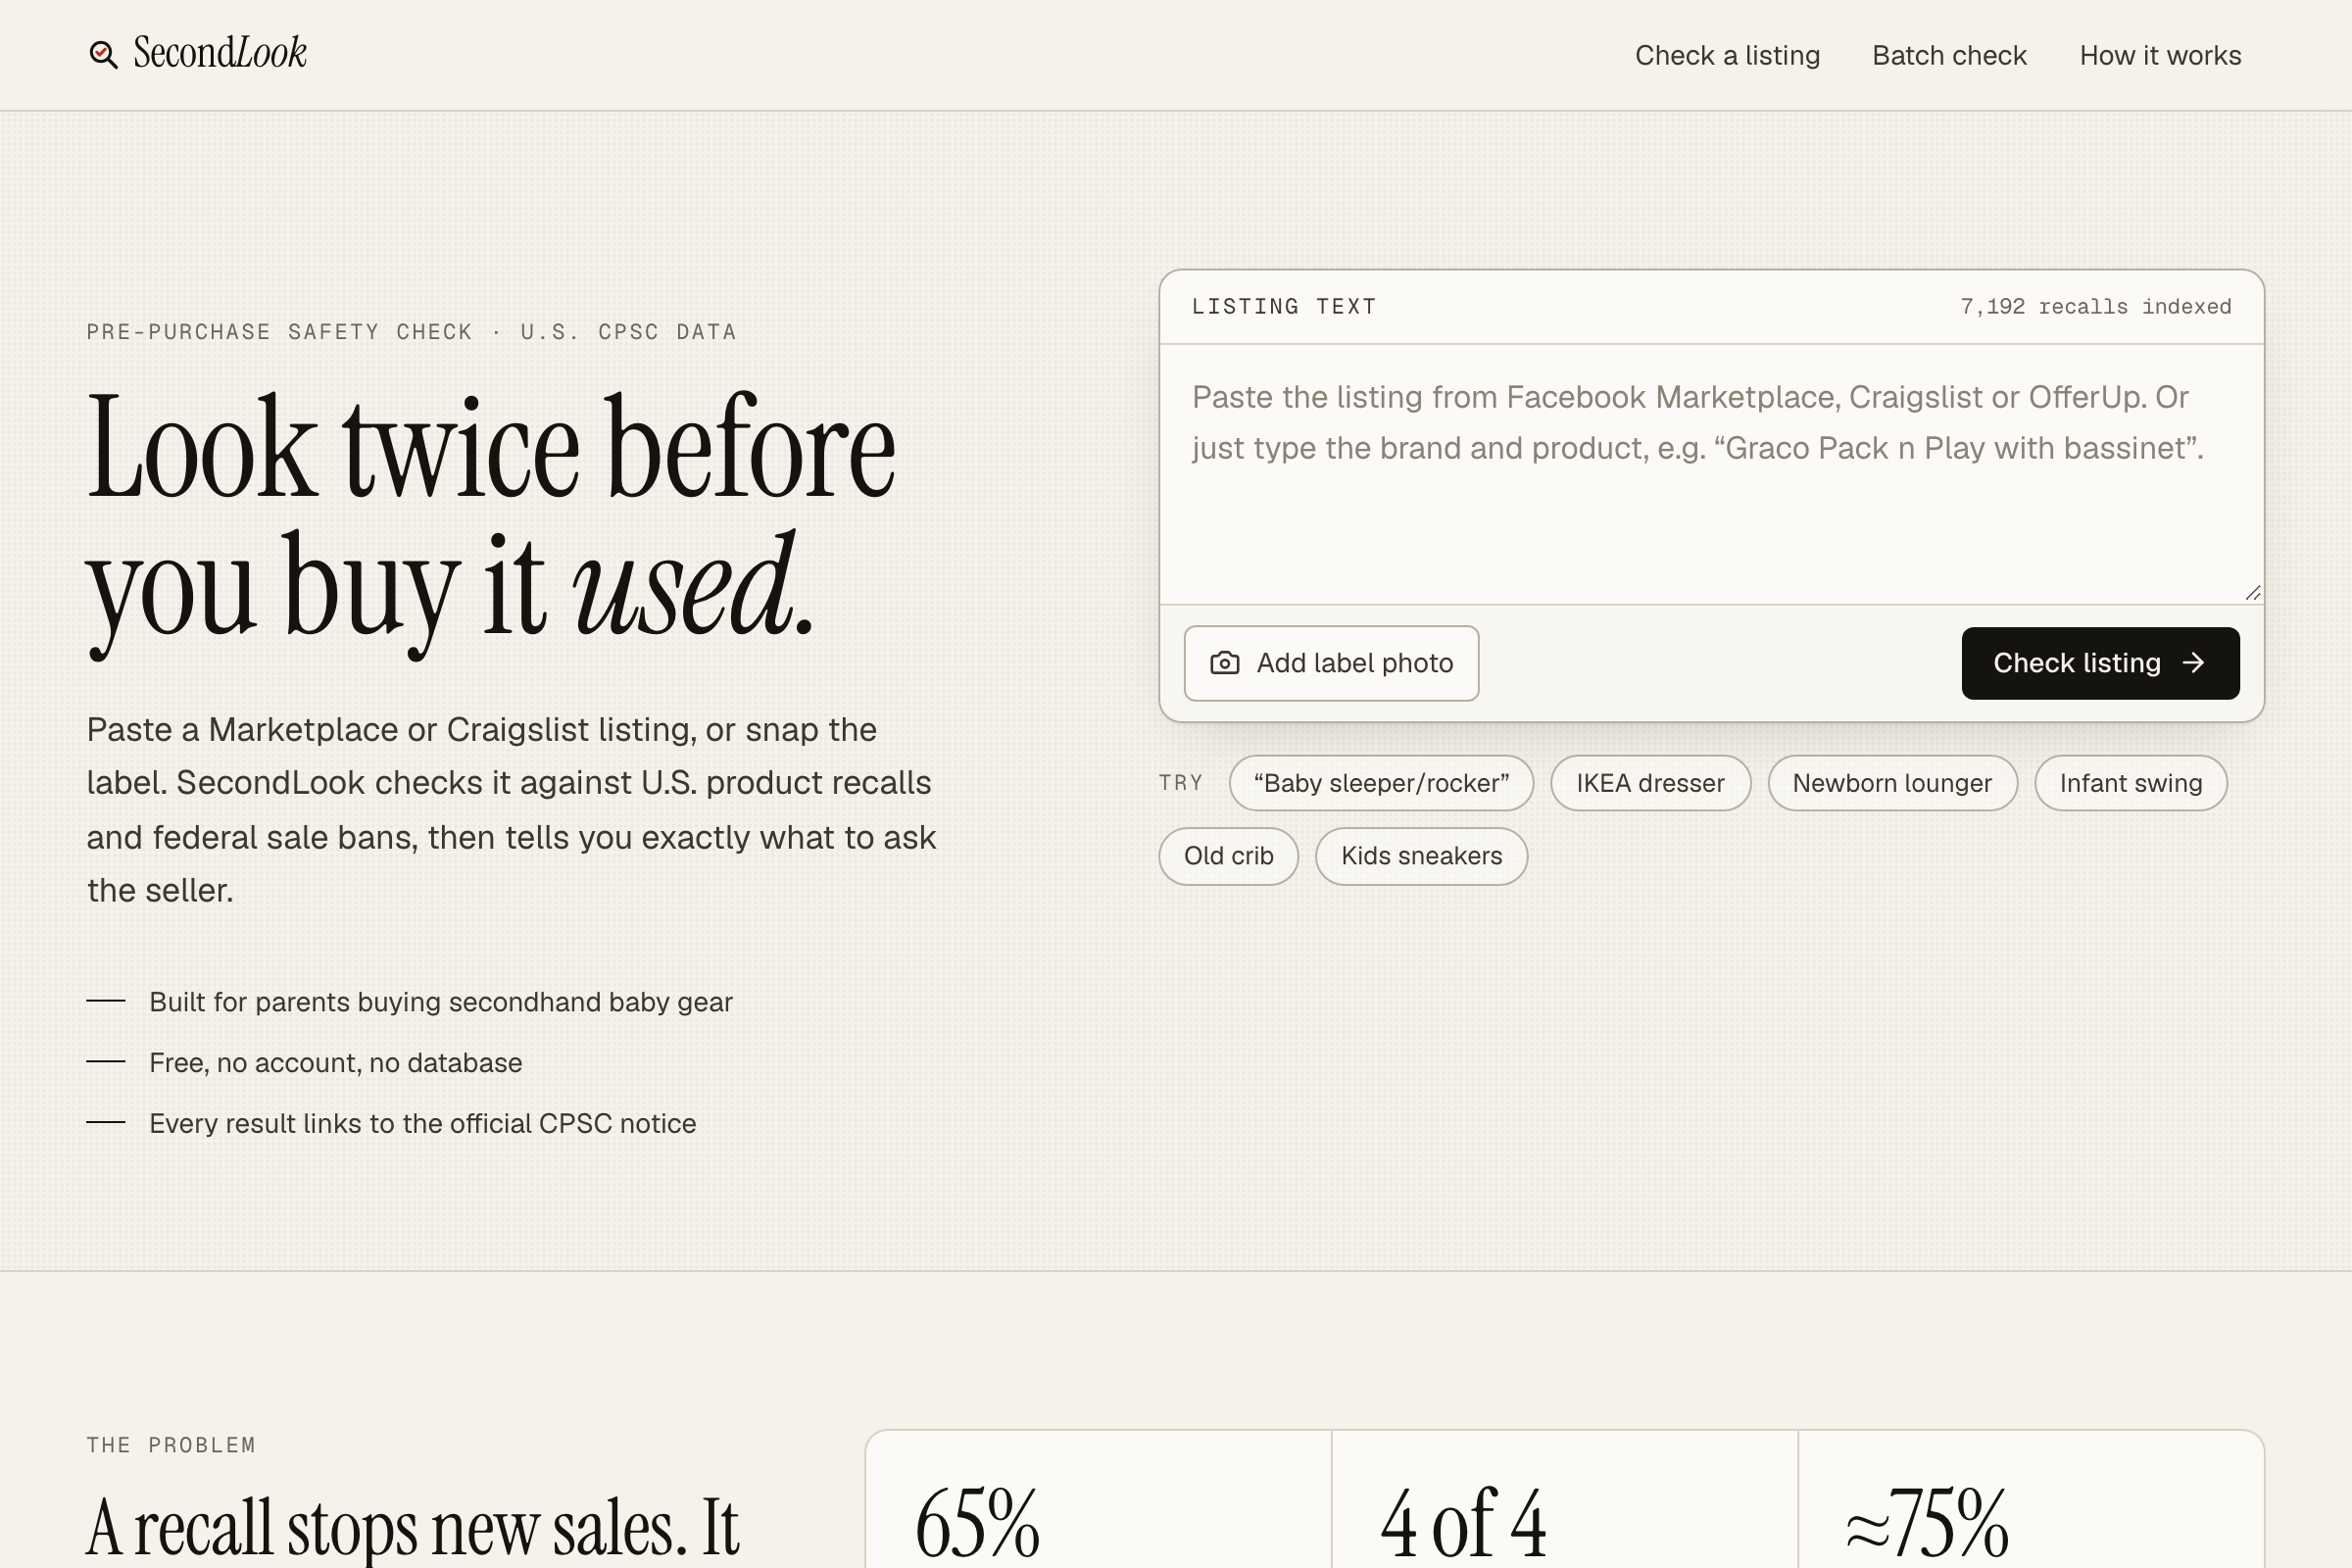 SecondLook
Check a listing
Batch check
How it works
PRE-PURCHASE SAFETY CHECK · U.S. CPSC DATA
Look twice before
you buy it used.
Paste a Marketplace or Craigslist listing, or snap the
label. SecondLook checks it against U.S. product recalls
and federal sale bans, then tells you exactly what to ask
the seller.
Built for parents buying secondhand baby gear
Free, no account, no database
Every result links to the official CPSC notice
LISTING TEXT
7,192 recalls indexed
Paste the listing from Facebook Marketplace, Craigslist or OfferUp. Or
just type the brand and product, e.g. “Graco Pack n Play with bassinet”.
Add label photo
Check listing →
TRY
“Baby sleeper/rocker”
IKEA dresser
Newborn lounger
Infant swing
Old crib
Kids sneakers
THE PROBLEM
A recall stops new sales. It
65%
4 of 4
≈75%